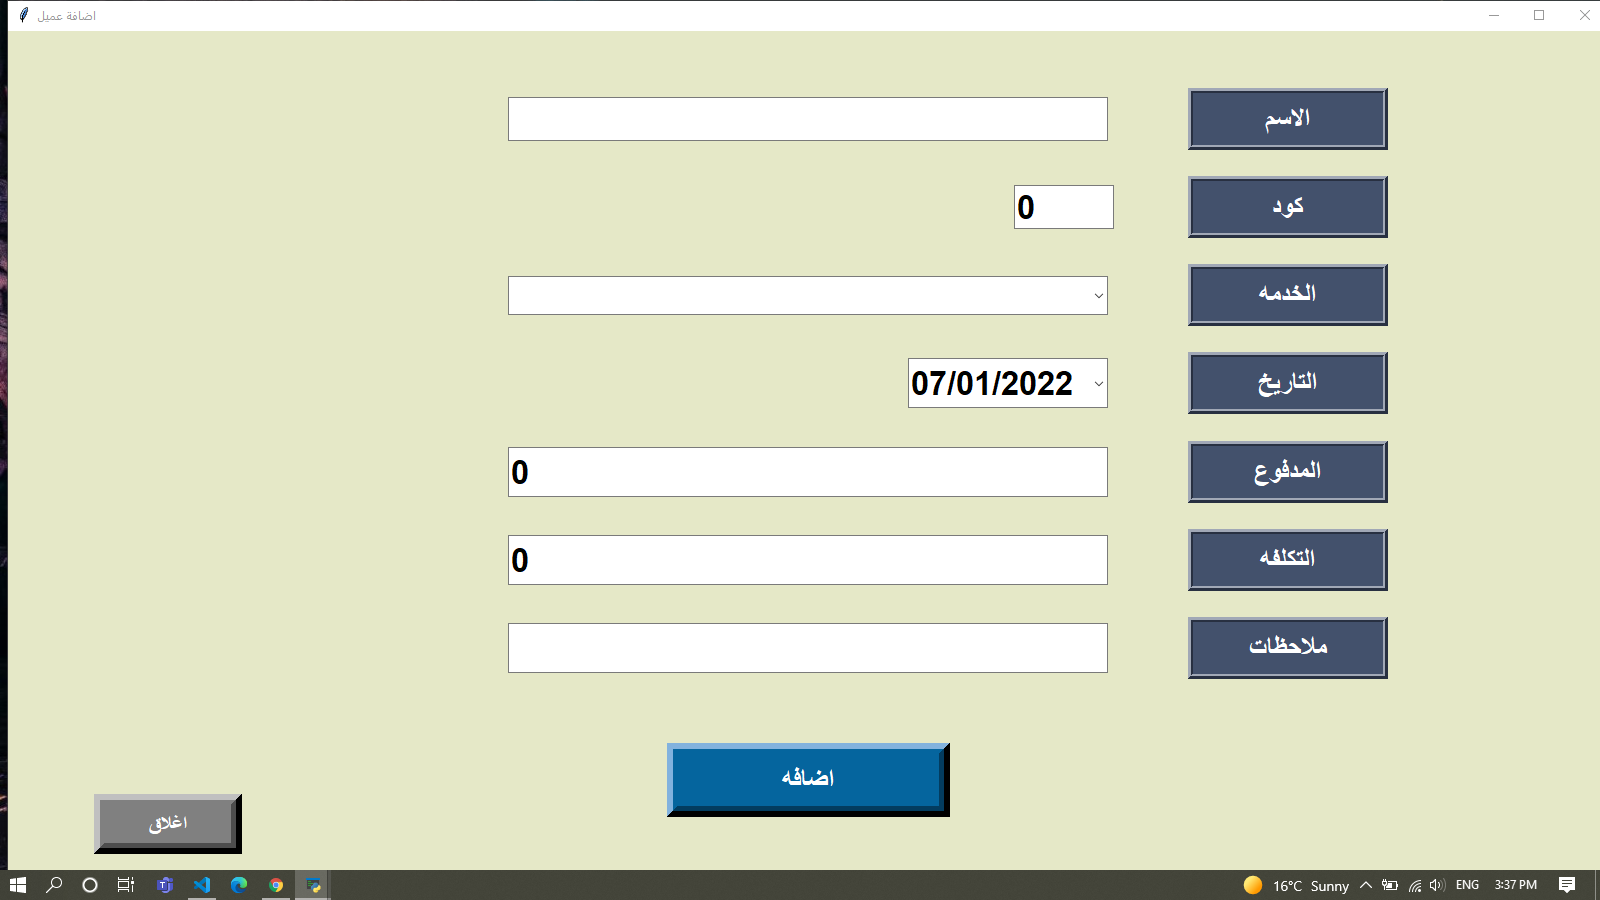 اضافة عميل
الاسم
كود
0
الخدمه
التاريخ
07/01/2022
المدفوع
0
التكلفه
0
ملاحظات
اضافه
اغلاق
16°C Sunny
ENG
3:37 PM